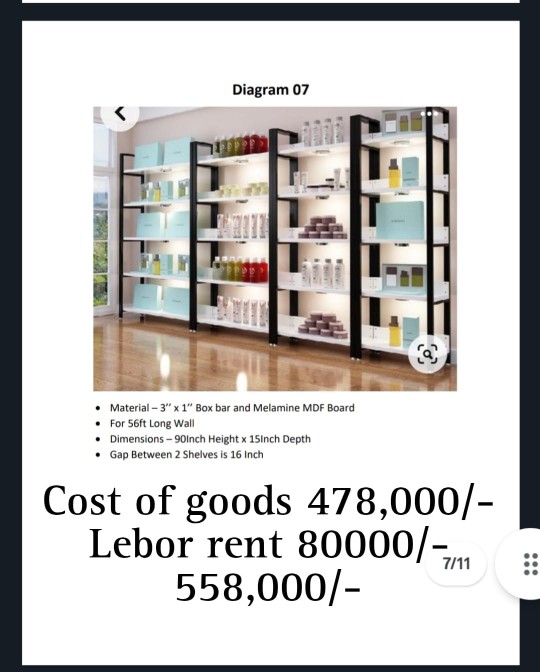 Diagram 07
• Material – 3’’ x 1’’ Box bar and Melamine MDF Board
• For 56ft Long Wall
• Dimensions – 90Inch Height x 15Inch Depth
• Gap Between 2 Shelves is 16 Inch
Cost of goods 478,000/-
Lebor rent 80000/-
7/11
558,000/-